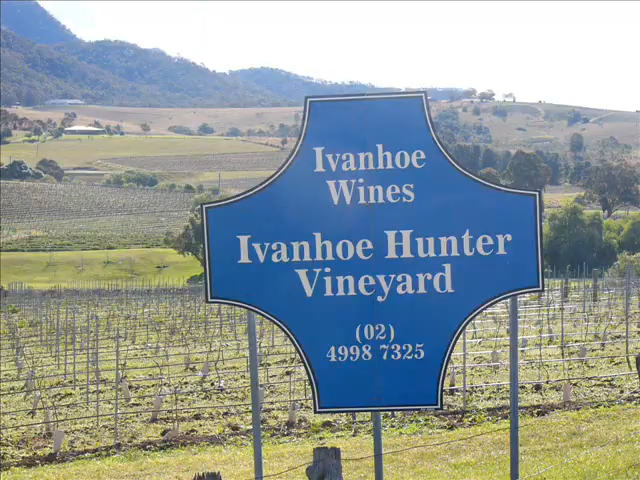 Ivanhoe
Wines
Ivanhoe Hunter
Vineyard
(02)
4998 7325